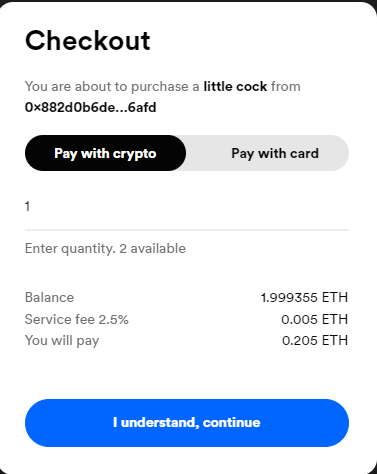 Checkout
You are about to purchase a little cock from
0x882d0b6de...6afd
Pay with crypto Pay with card
1
Enter quantity. 2 available
Balance 1.999355 ETH
Service fee 2.5% 0.005 ETH
You will pay 0.205 ETH
I understand, continue